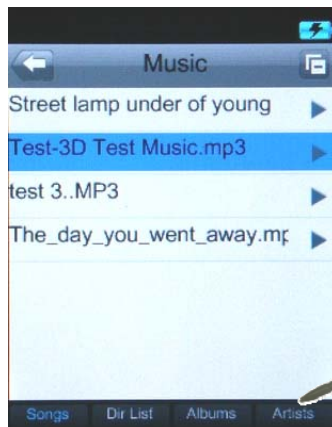 Music
Street lamp under of young
Test-3D Test Music.mp3
test 3..MP3
The_day_you_went_away.mp
Songs Dir List Albums Artists